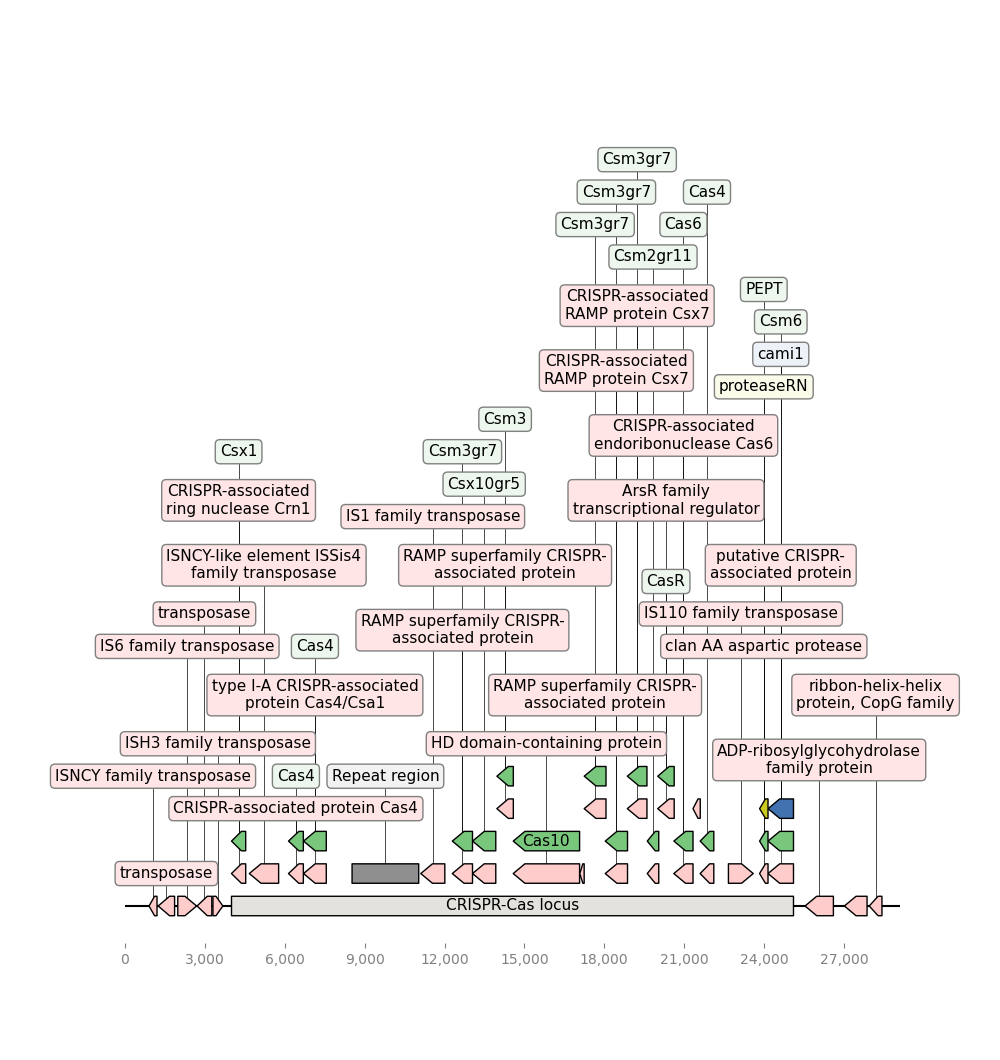 Csm3gr7
Csm3gr7
Cas4
Csm3gr7
Cas6
Csm2gr11
PEPT
CRISPR-associated
RAMP protein Csx7
Csm6
cami1
CRISPR-associated
RAMP protein Csx7
proteaseRN
Csm3
CRISPR-associated
endoribonuclease Cas6
Csx1
Csm3gr7
Csx10gr5
CRISPR-associated
ring nuclease Crn1
ArsR family
transcriptional regulator
IS1 family transposase
ISNCY-like element ISSis4
family transposase
RAMP superfamily CRISPR-
associated protein
putative CRISPR-
associated protein
CasR
transposase
IS110 family transposase
RAMP superfamily CRISPR-
associated protein
IS6 family transposase
Cas4
clan AA aspartic protease
type I-A CRISPR-associated
protein Cas4/Csa1
RAMP superfamily CRISPR-
associated protein
ribbon-helix-helix
protein, CopG family
ISH3 family transposase
HD domain-containing protein
ADP-ribosylglycohydrolase
family protein
ISNCY family transposase
Cas4
Repeat region
CRISPR-associated protein Cas4
Cas10
transposase
CRISPR-Cas locus
0
3,000
6,000
9,000
12,000
15,000
18,000
21,000
24,000
27,000